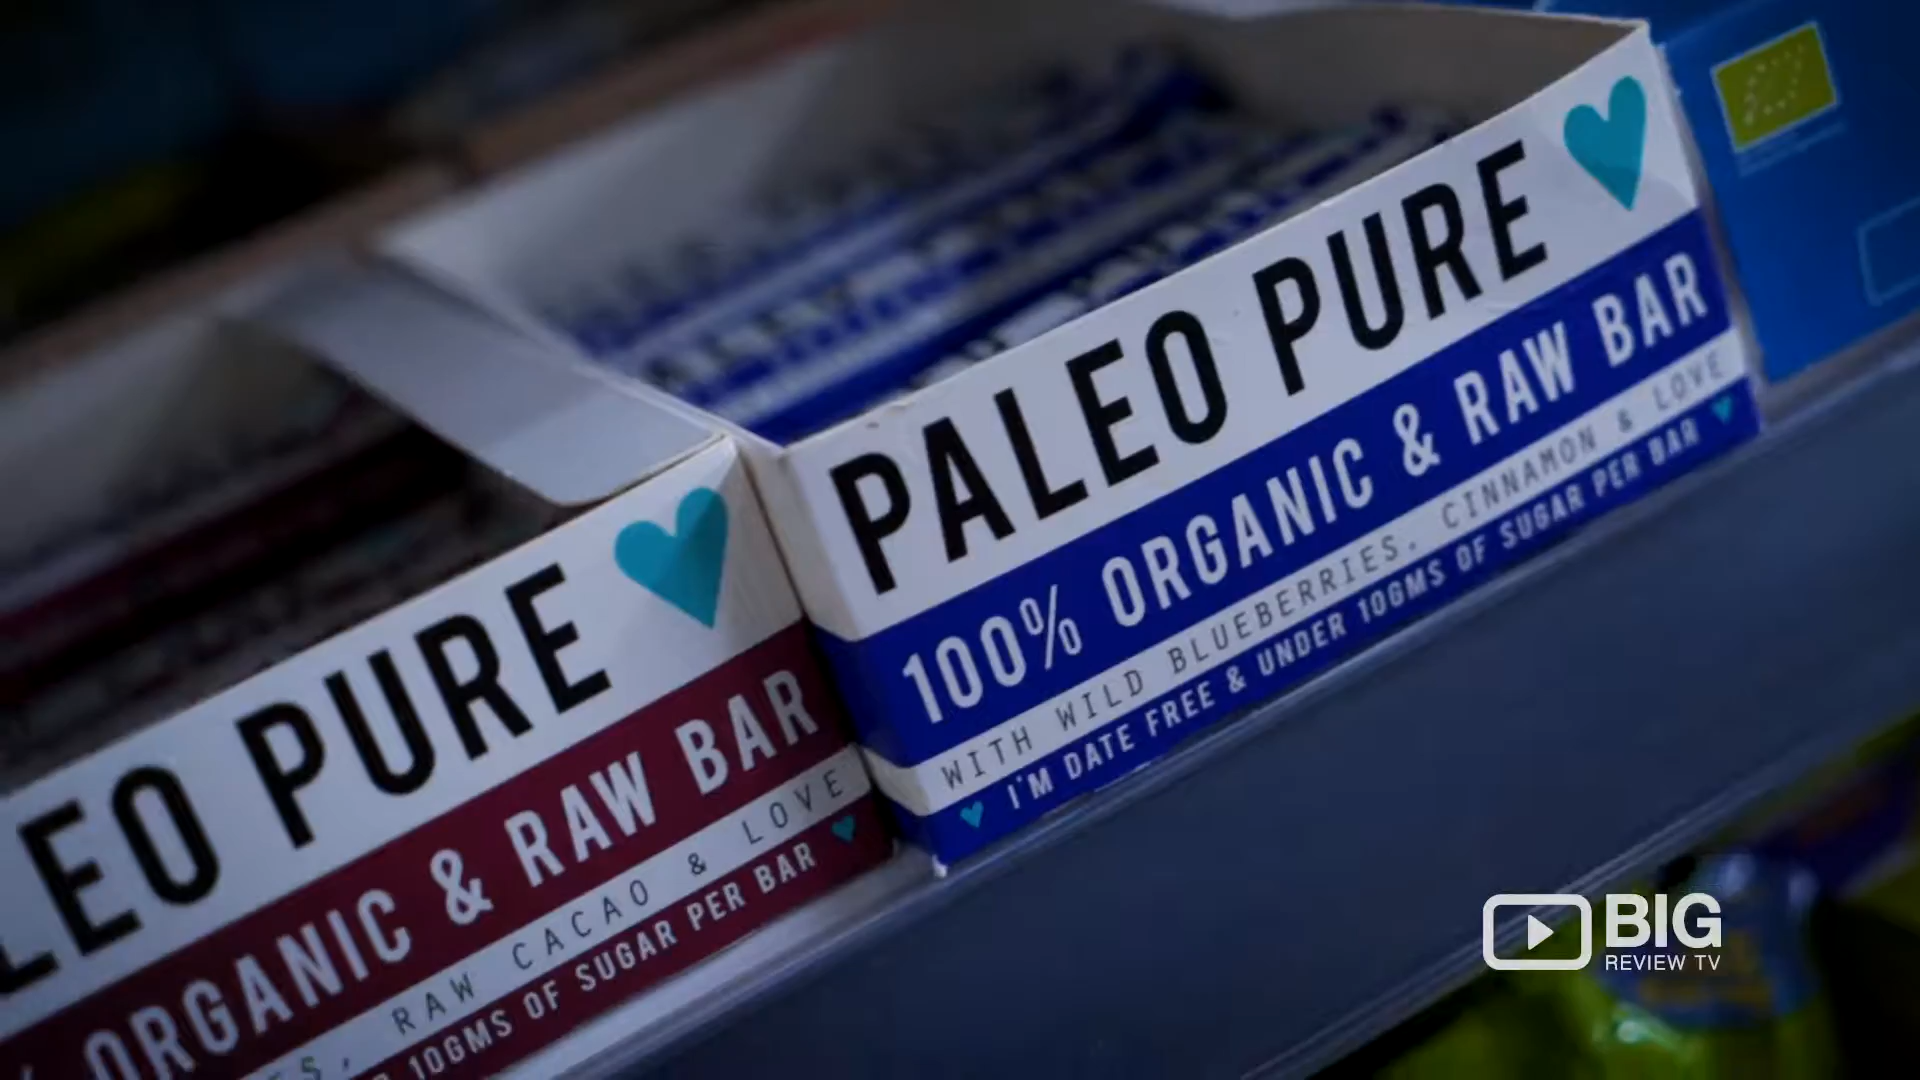 PALEO PURE
100% ORGANIC & RAW BAR
WITH WILD BLUEBERRIES, CINNAMON & LOVE
I'M DATE FREE & UNDER 10GMS OF SUGAR PER BAR
LEO PURE
ORGANIC & RAW BAR
RAW CACAO & LOVE
10GMS OF SUGAR PER BAR
BIG
REVIEW TV